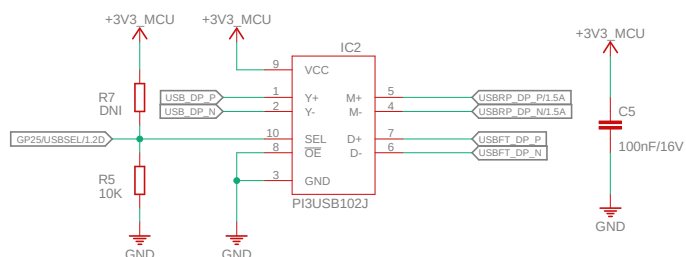 +3V3_MCU
+3V3_MCU
IC2
+3V3_MCU
9
VCC
R7
DNI
USB_DP_P
1
Y+
M+
5
USBRP_DP_P/1.5A
USB_DP_N
2
Y-
M-
4
USBRP_DP_N/1.5A
C5
100nF/16V
GP25/USBSEL/1.2D
10
SEL
D+
7
USBFT_DP_P
8
OE
D-
6
USBFT_DP_N
R5
10K
3
GND
PI3USB102J
GND
GND
GND